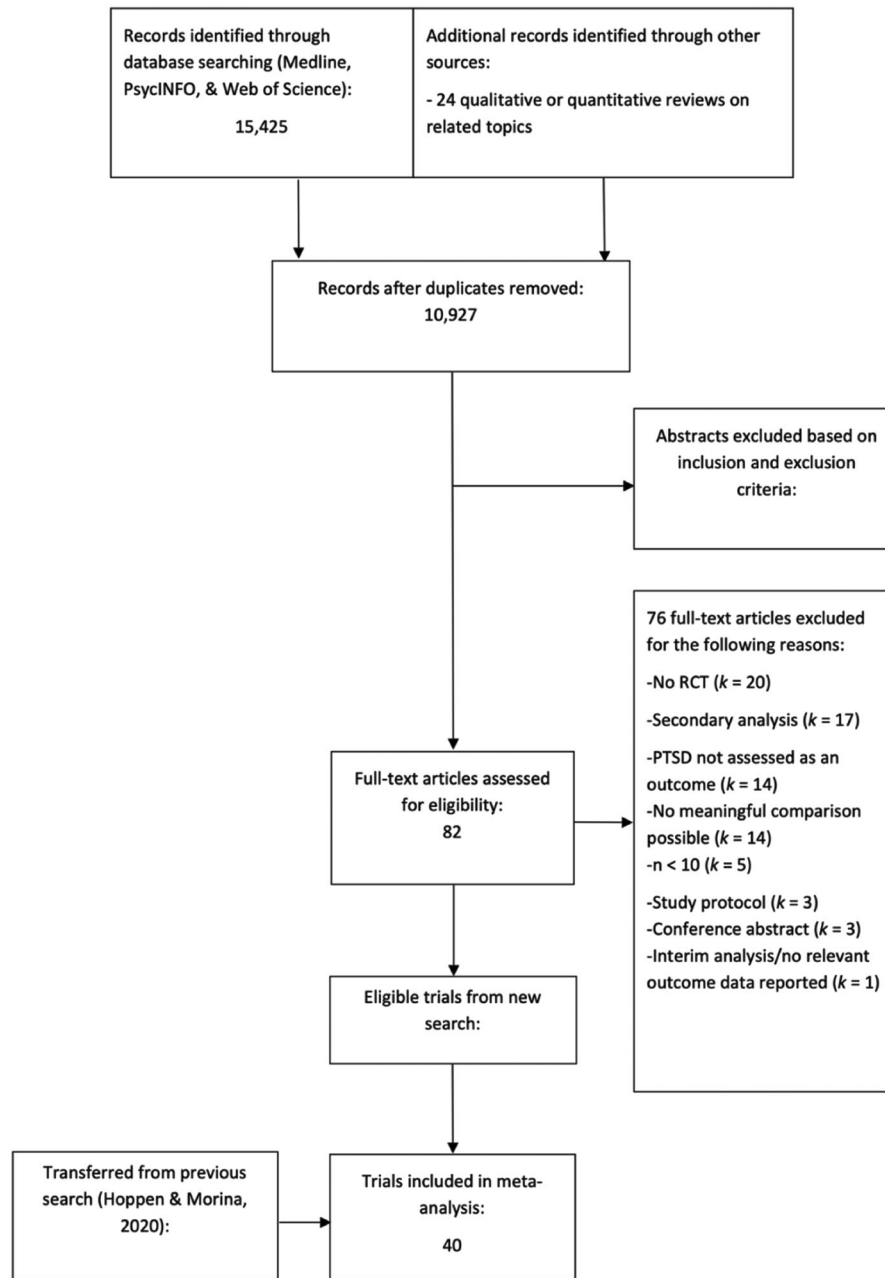 Records identified through
database searching (Medline,
PsycINFO, & Web of Science):
15,425
Additional records identified through other
sources:
- 24 qualitative or quantitative reviews on
related topics
Records after duplicates removed:
10,927
Abstracts excluded based on
inclusion and exclusion
criteria:
76 full-text articles excluded
for the following reasons:
-No RCT (k = 20)
-Secondary analysis (k = 17)
-PTSD not assessed as an
outcome (k = 14)
-No meaningful comparison
possible (k = 14)
-n < 10 (k = 5)
-Study protocol (k = 3)
-Conference abstract (k = 3)
-Interim analysis/no relevant
outcome data reported (k = 1)
Full-text articles assessed
for eligibility:
82
Eligible trials from new
search:
Transferred from previous
search (Hoppen & Morina,
2020):
Trials included in meta-
analysis:
40